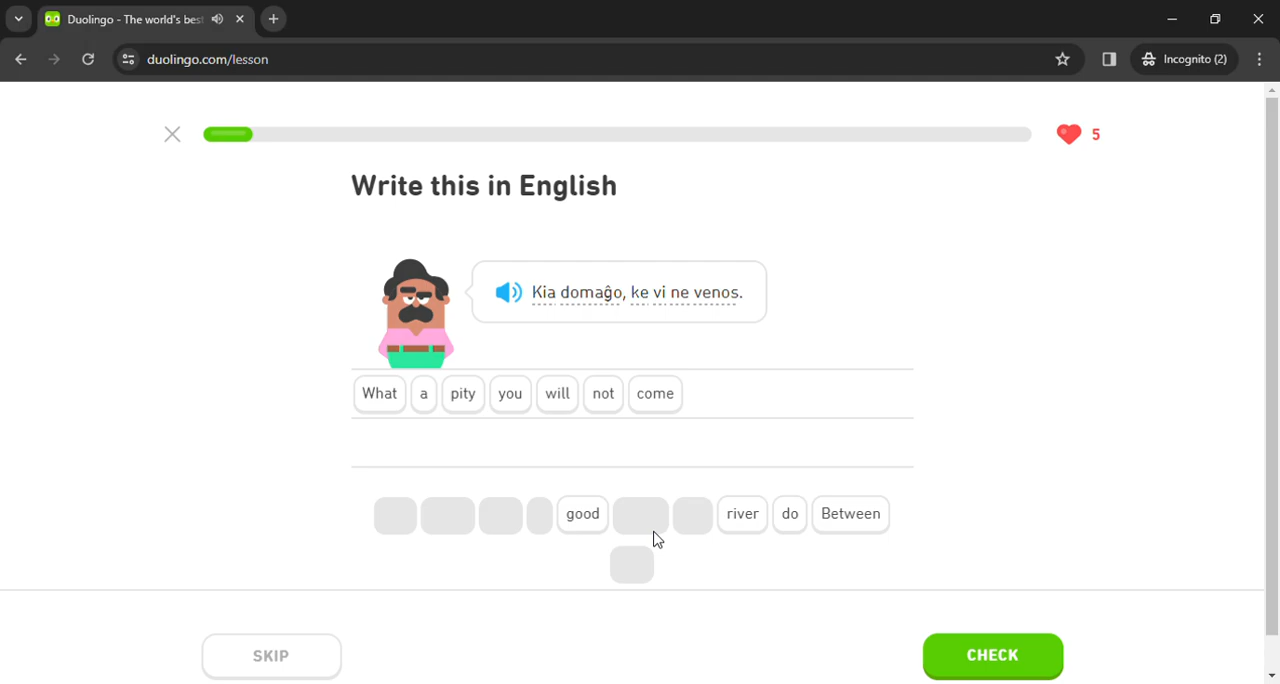 Duolingo - The world's bes
duolingo.com/lesson
Incognito (2)
5
Write this in English
Kia domaĝo, ke vi ne venos.
What a pity you will not come
good river do Between
SKIP
CHECK